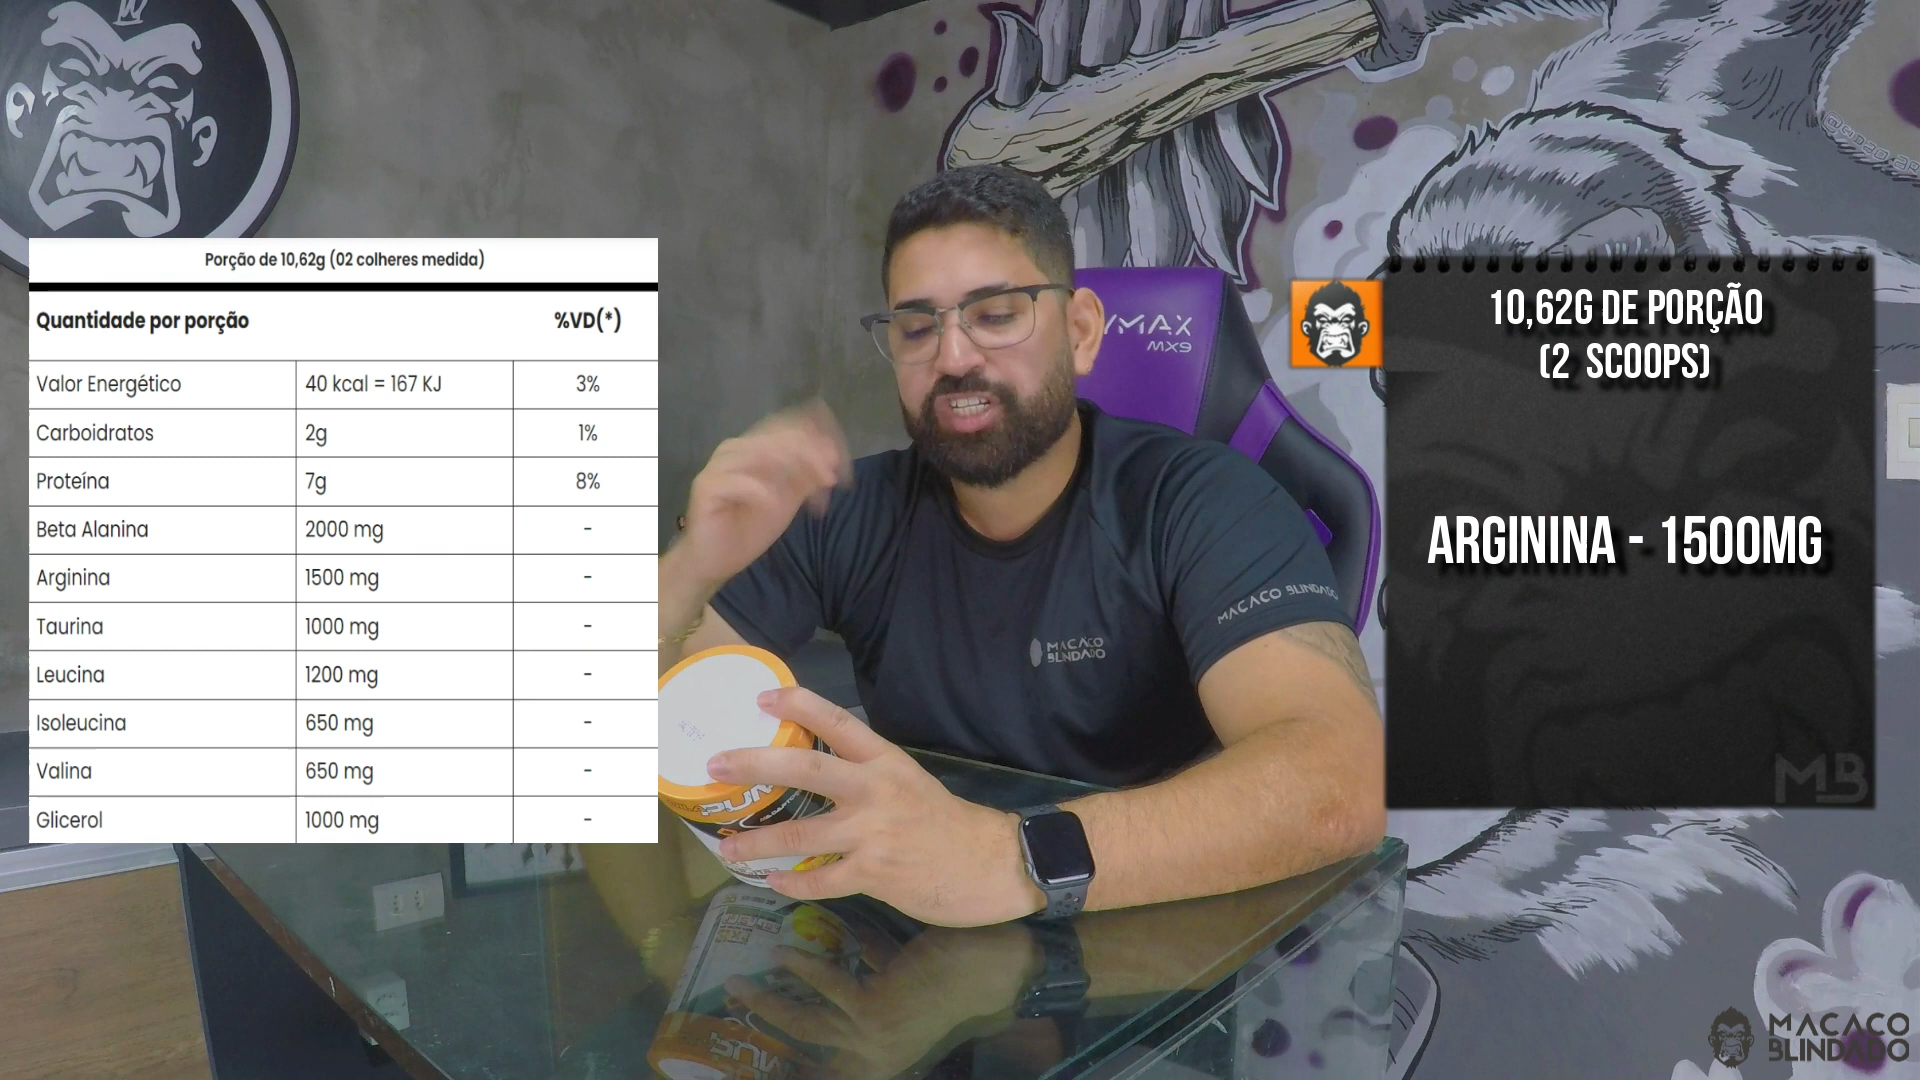 Porção de 10,62g (02 colheres medida)
Quantidade por porção %VD(*)
Valor Energético 40 kcal = 167 KJ 3%
Carboidratos 2g 1%
Proteína 7g 8%
Beta Alanina 2000 mg -
Arginina 1500 mg -
Taurina 1000 mg -
Leucina 1200 mg -
Isoleucina 650 mg -
Valina 650 mg -
Glicerol 1000 mg -
10,62G DE PORÇÃO
(2 SCOOPS)
ARGININA - 1500MG
MB
MX9
MACACO BLINDADO
MACACO
BLINDADO
MACACO
BLINDADO